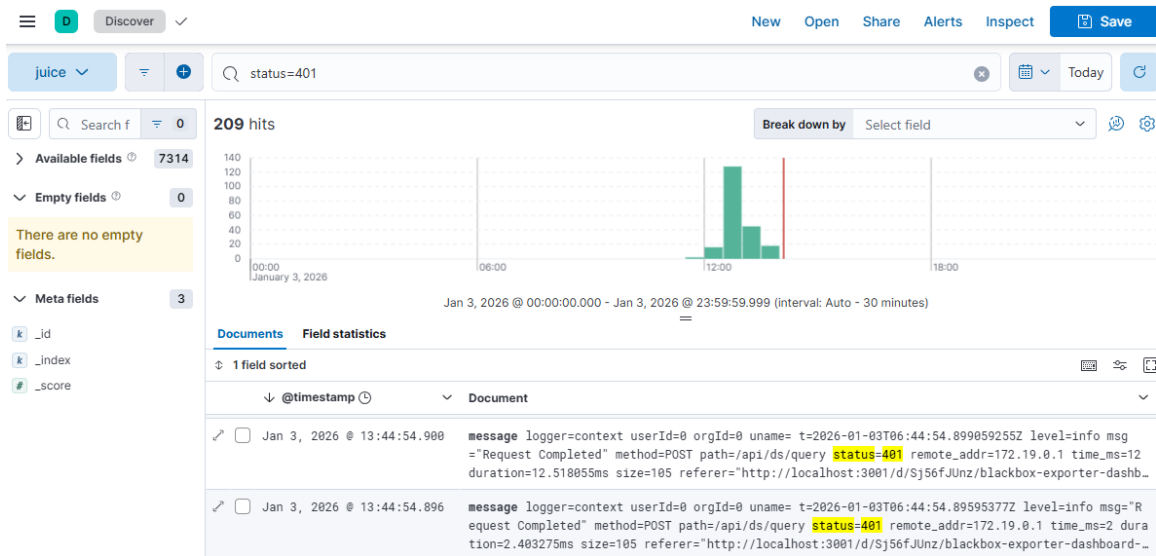 D Discover New Open Share Alerts Inspect Save
juice status=401 Today
Search f 0 209 hits Break down by Select field
Available fields 7314
Empty fields 0
There are no empty
fields.
Meta fields 3
k _id
k _index
# _score
140
120
100
80
60
40
20
0
00:00 06:00 12:00 18:00
January 3, 2026
Jan 3, 2026 @ 00:00:00.000 - Jan 3, 2026 @ 23:59:59.999 (interval: Auto - 30 minutes)
Documents Field statistics
1 field sorted
@timestamp Document
Jan 3, 2026 @ 13:44:54.900 message logger=context userId=0 orgId=0 uname= t=2026-01-03T06:44:54.899059255Z level=info msg
="Request Completed" method=POST path=/api/ds/query status=401 remote_addr=172.19.0.1 time_ms=12
duration=12.518055ms size=105 referer="http://localhost:3001/d/Sj56fJUnz/blackbox-exporter-dashb…
Jan 3, 2026 @ 13:44:54.896 message logger=context userId=0 orgId=0 uname= t=2026-01-03T06:44:54.89595377Z level=info msg="R
equest Completed" method=POST path=/api/ds/query status=401 remote_addr=172.19.0.1 time_ms=2 dura
tion=2.403275ms size=105 referer="http://localhost:3001/d/Sj56fJUnz/blackbox-exporter-dashboard-…